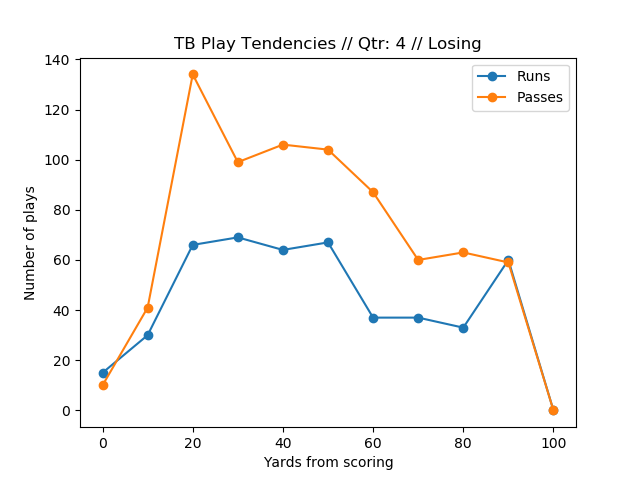 TB Play Tendencies // Qtr: 4 // Losing
Runs
Passes
Number of plays
140
120
100
80
60
40
20
0
0 20 40 60 80 100
Yards from scoring